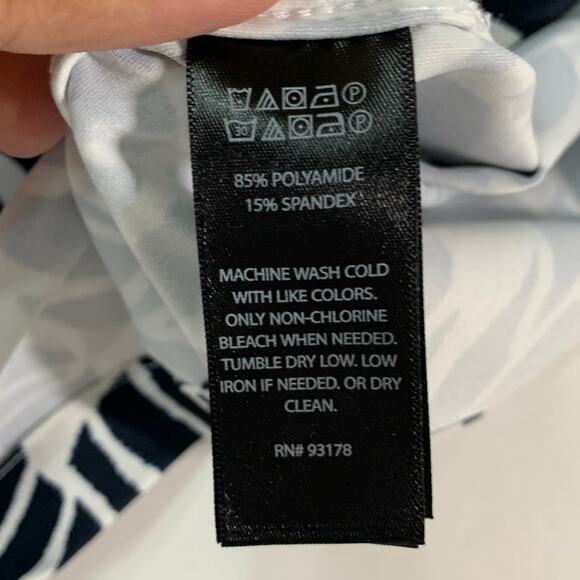 P
30 P
85% POLYAMIDE
15% SPANDEX
MACHINE WASH COLD
WITH LIKE COLORS.
ONLY NON-CHLORINE
BLEACH WHEN NEEDED.
TUMBLE DRY LOW. LOW
IRON IF NEEDED. OR DRY
CLEAN.
RN# 93178